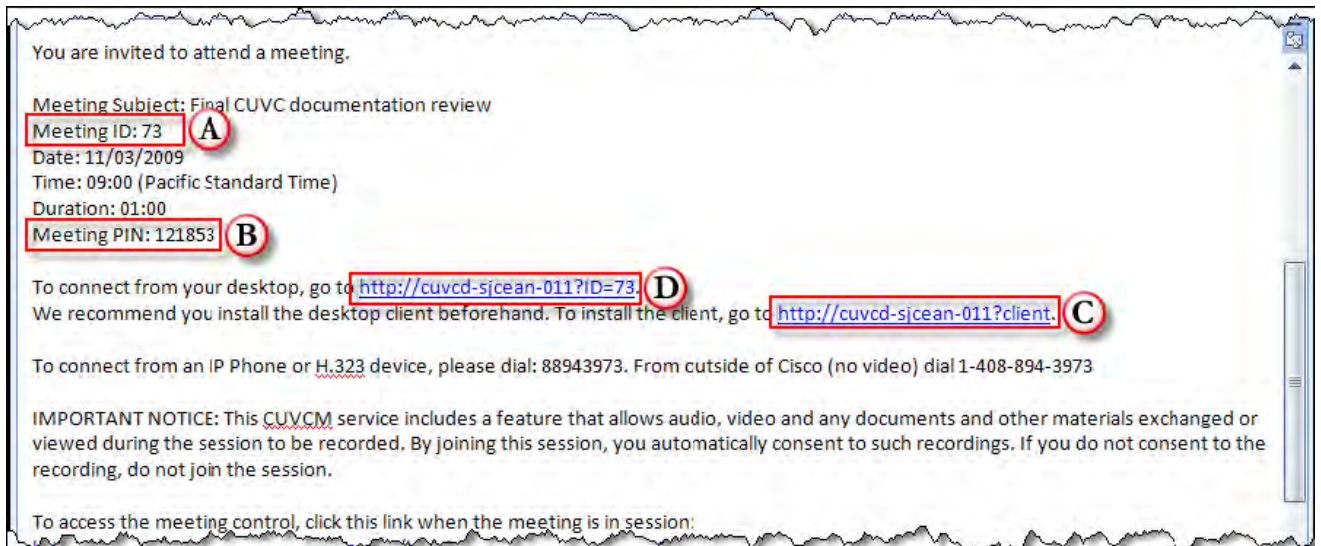 You are invited to attend a meeting.
Meeting Subject: Final CUVC documentation review
Meeting ID: 73 A
Date: 11/03/2009
Time: 09:00 (Pacific Standard Time)
Duration: 01:00
Meeting PIN: 121853 B
To connect from your desktop, go to http://cuvcd-sjcean-011?ID=73. D
We recommend you install the desktop client beforehand. To install the client, go to http://cuvcd-sjcean-011?client. C
To connect from an IP Phone or H.323 device, please dial: 88943973. From cutside of Cisco (no video) dial 1-408-894-3973
IMPORTANT NOTICE: This CUVCM service includes a feature that allows audio, video and any documents and other materials exchanged or
viewed during the session to be recorded. By joining this session, you automatically consent to such recordings. If you do not consent to the
recording, do not join the session.
To access the meeting control, click this link when the meeting is in session: